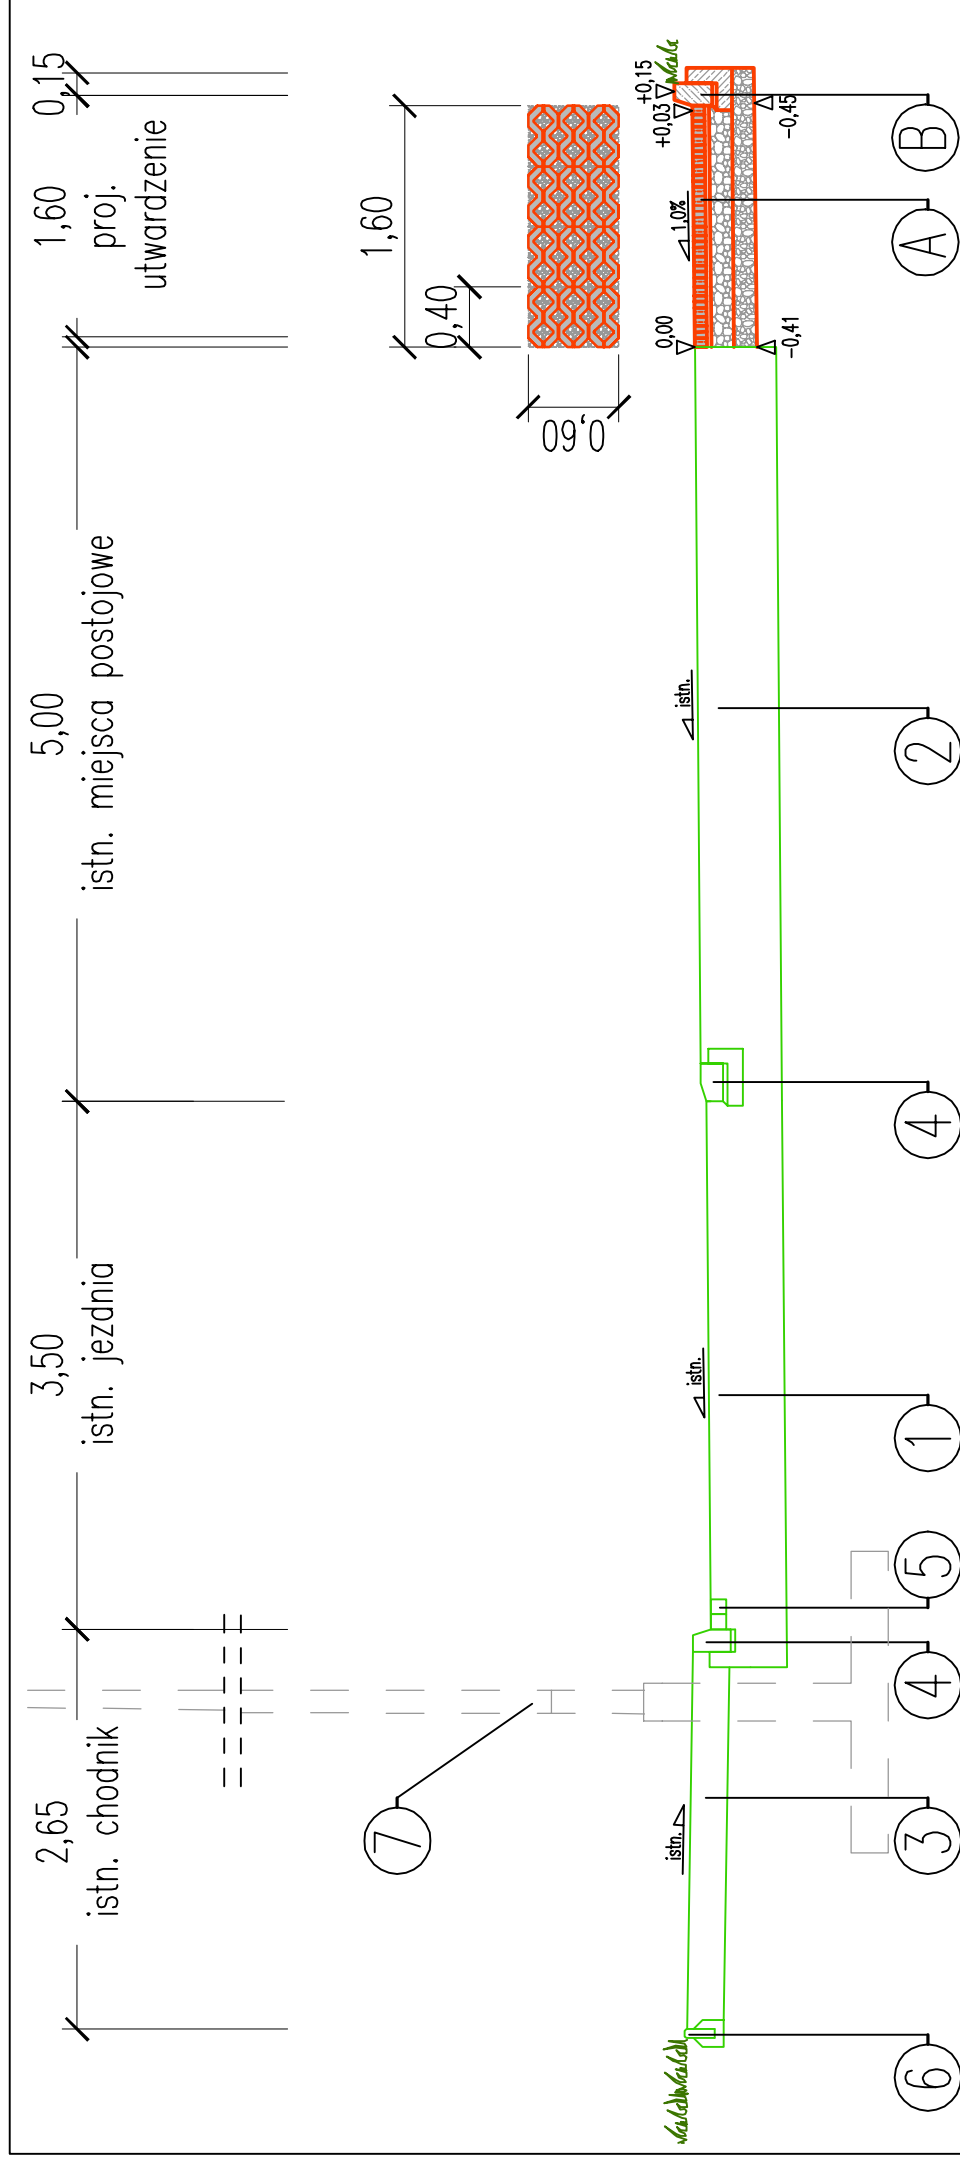 2,65
istn. chodnik
3,50
istn. jezdnia
5,00
istn. miejsca postojowe
1,60
proj.
utwardzenie
0,15
1,60
0,40
0,60
7
istn.
istn.
istn.
0,00
1,0%
+0,03
+0,15
-0,41
-0,45
6
3
4
5
1
4
2
A
B